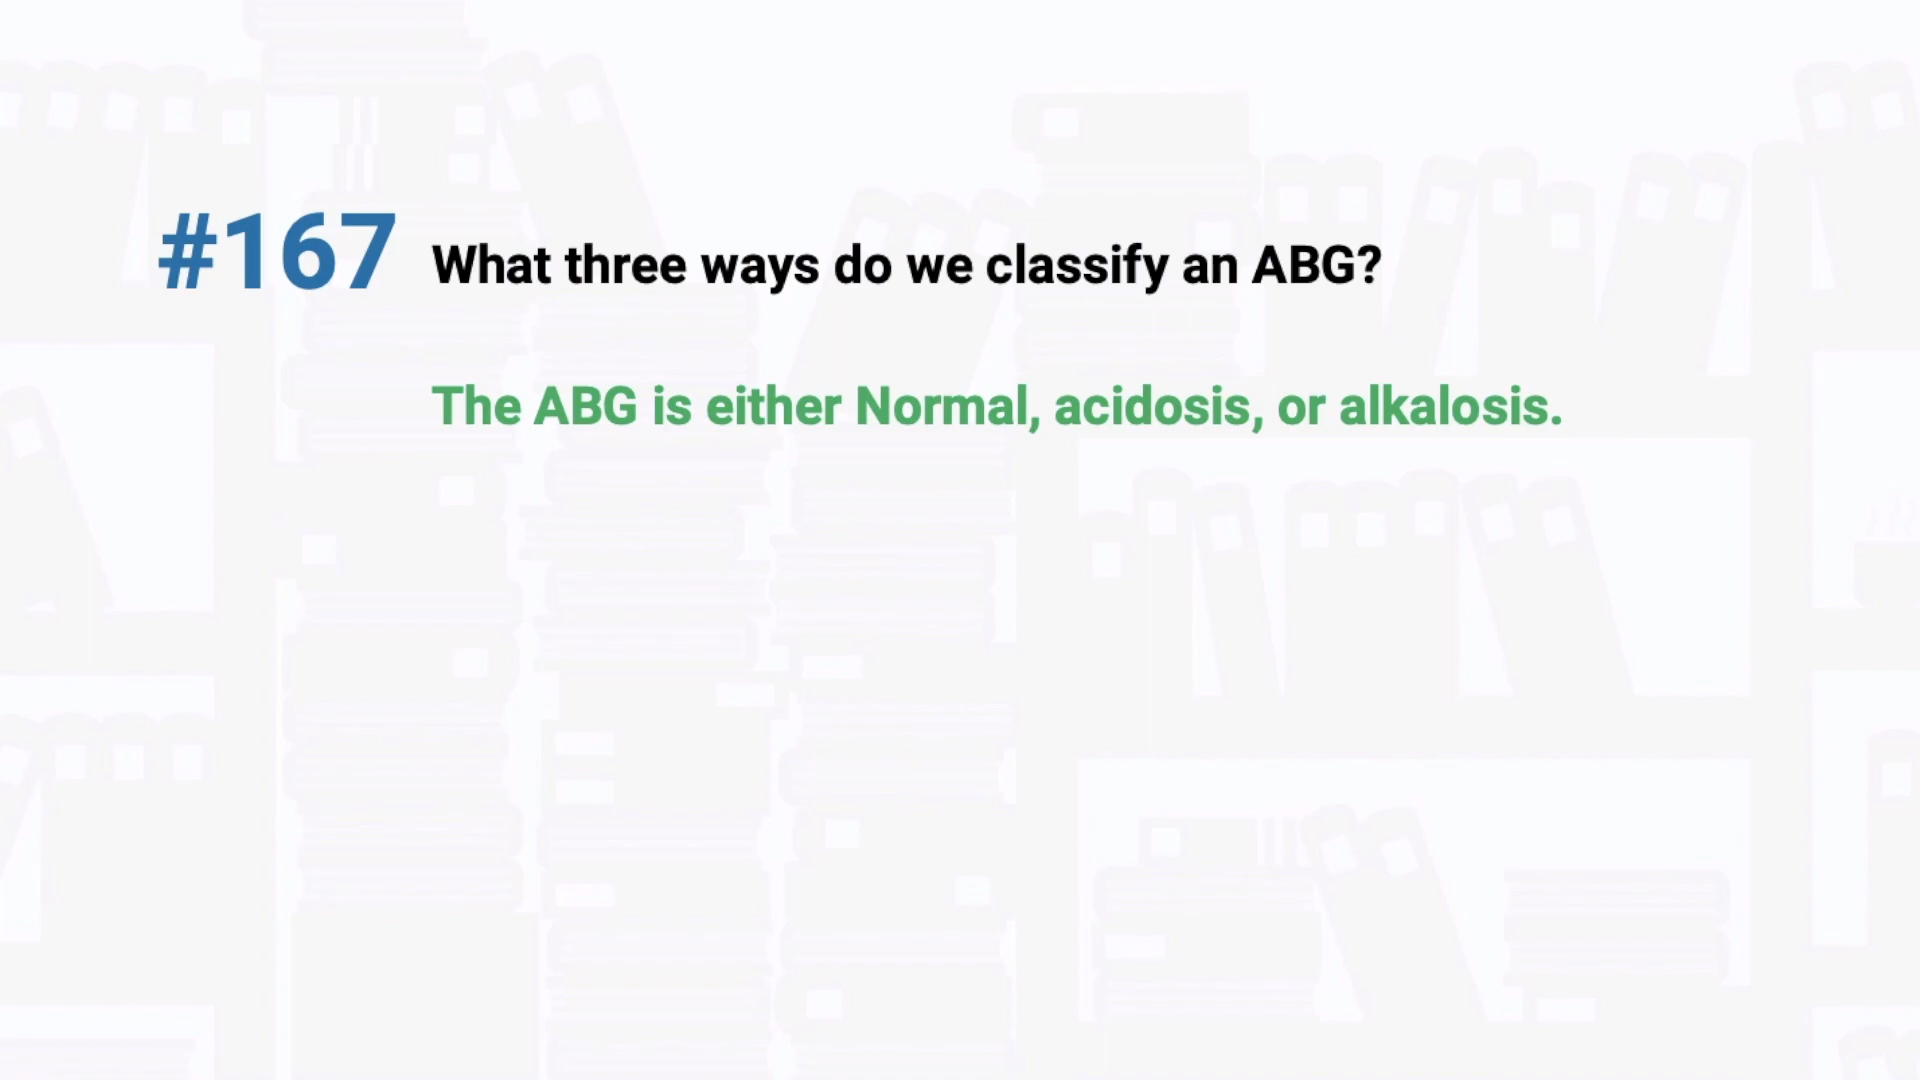 #167 What three ways do we classify an ABG?
The ABG is either Normal, acidosis, or alkalosis.